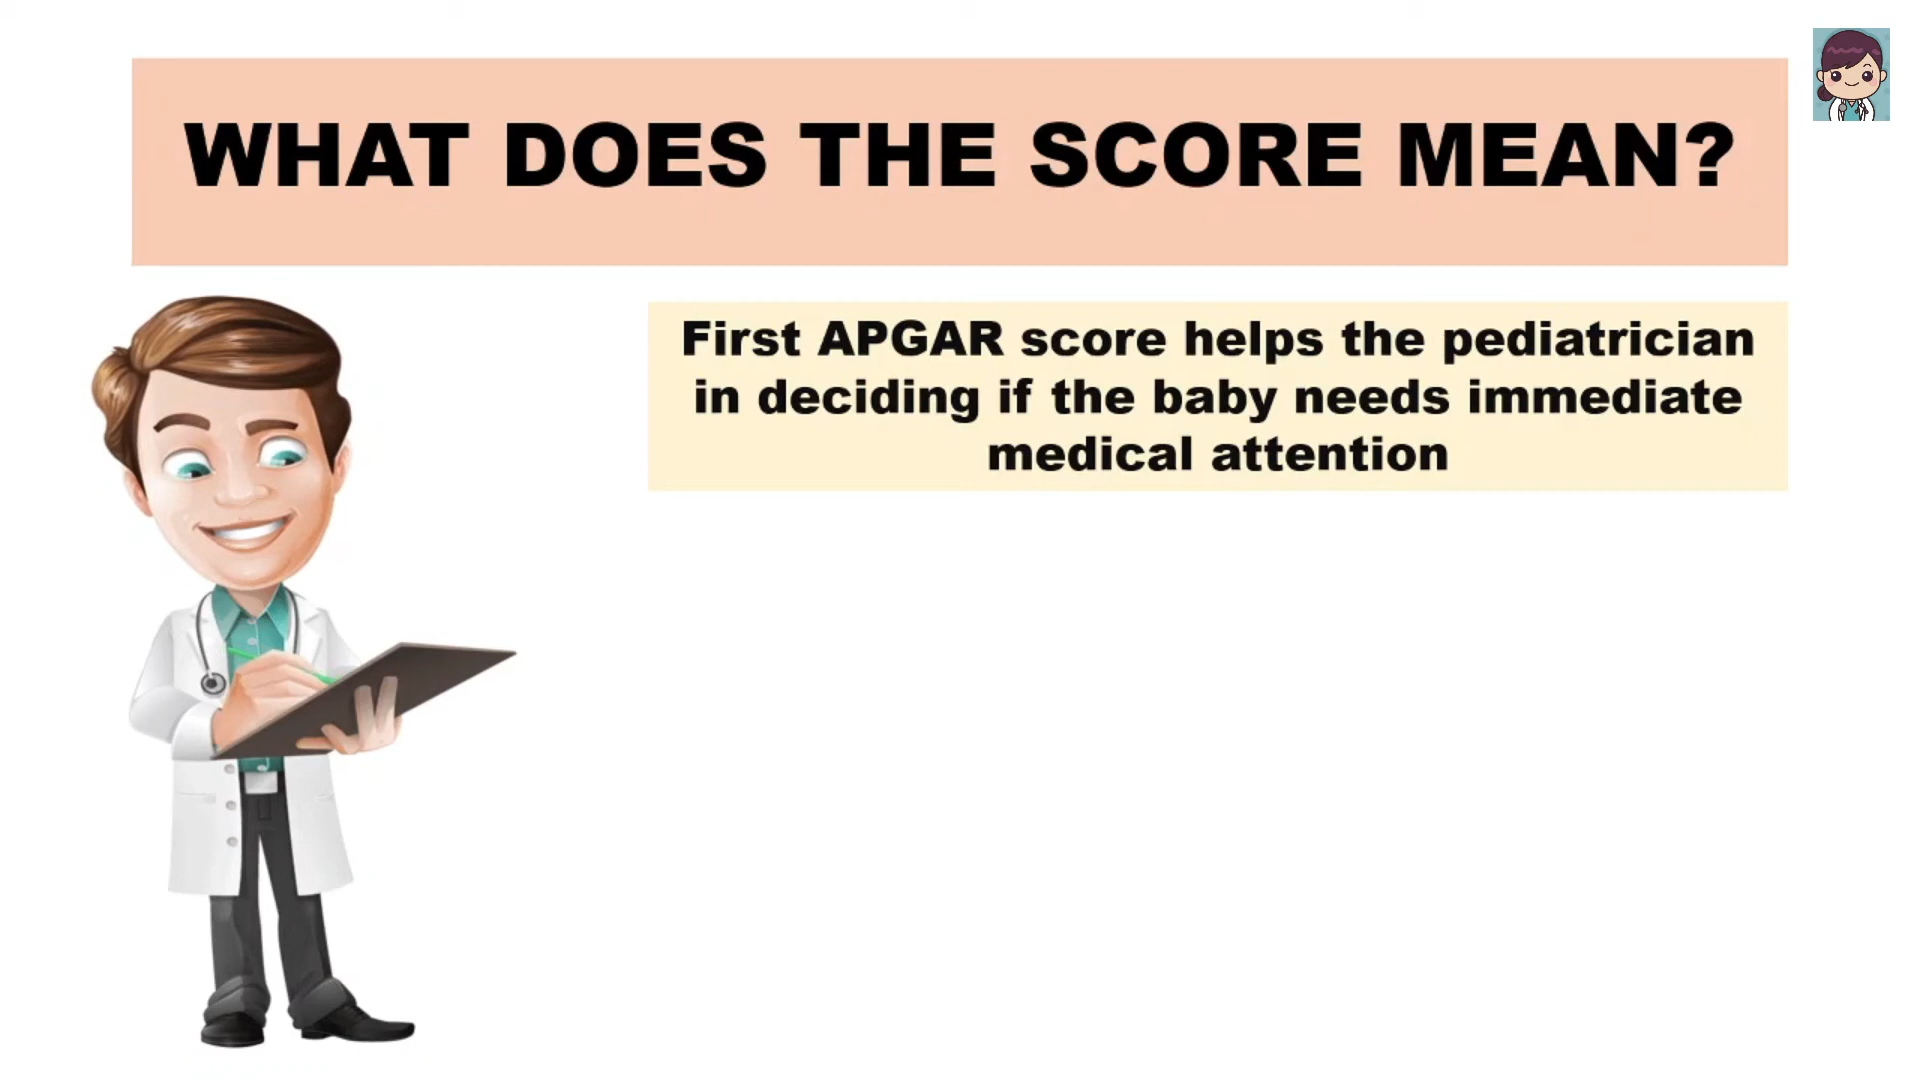 WHAT DOES THE SCORE MEAN?
First APGAR score helps the pediatrician
in deciding if the baby needs immediate
medical attention